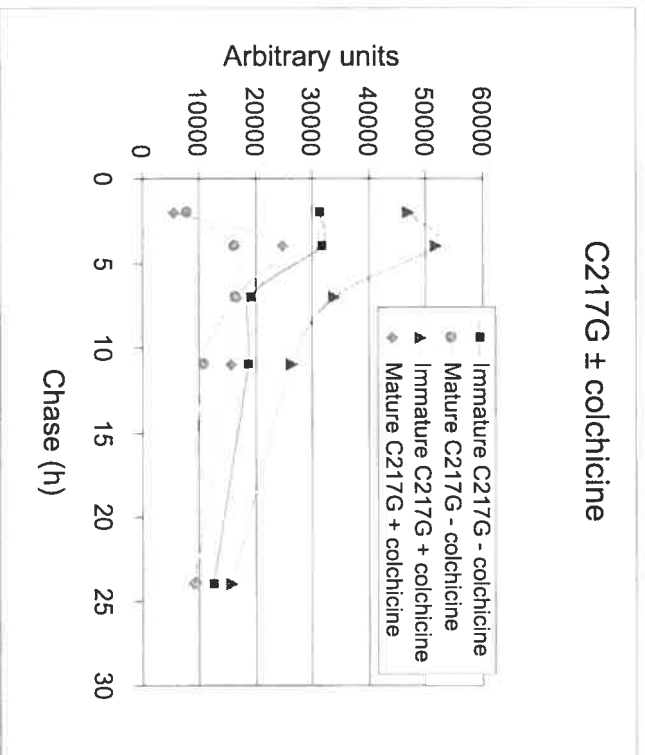 C217G ± colchicine
Immature C217G - colchicine
Mature C217G - colchicine
Immature C217G + colchicine
Mature C217G + colchicine
Arbitrary units
60000
50000
40000
30000
20000
10000
0
0 5 10 15 20 25 30
Chase (h)